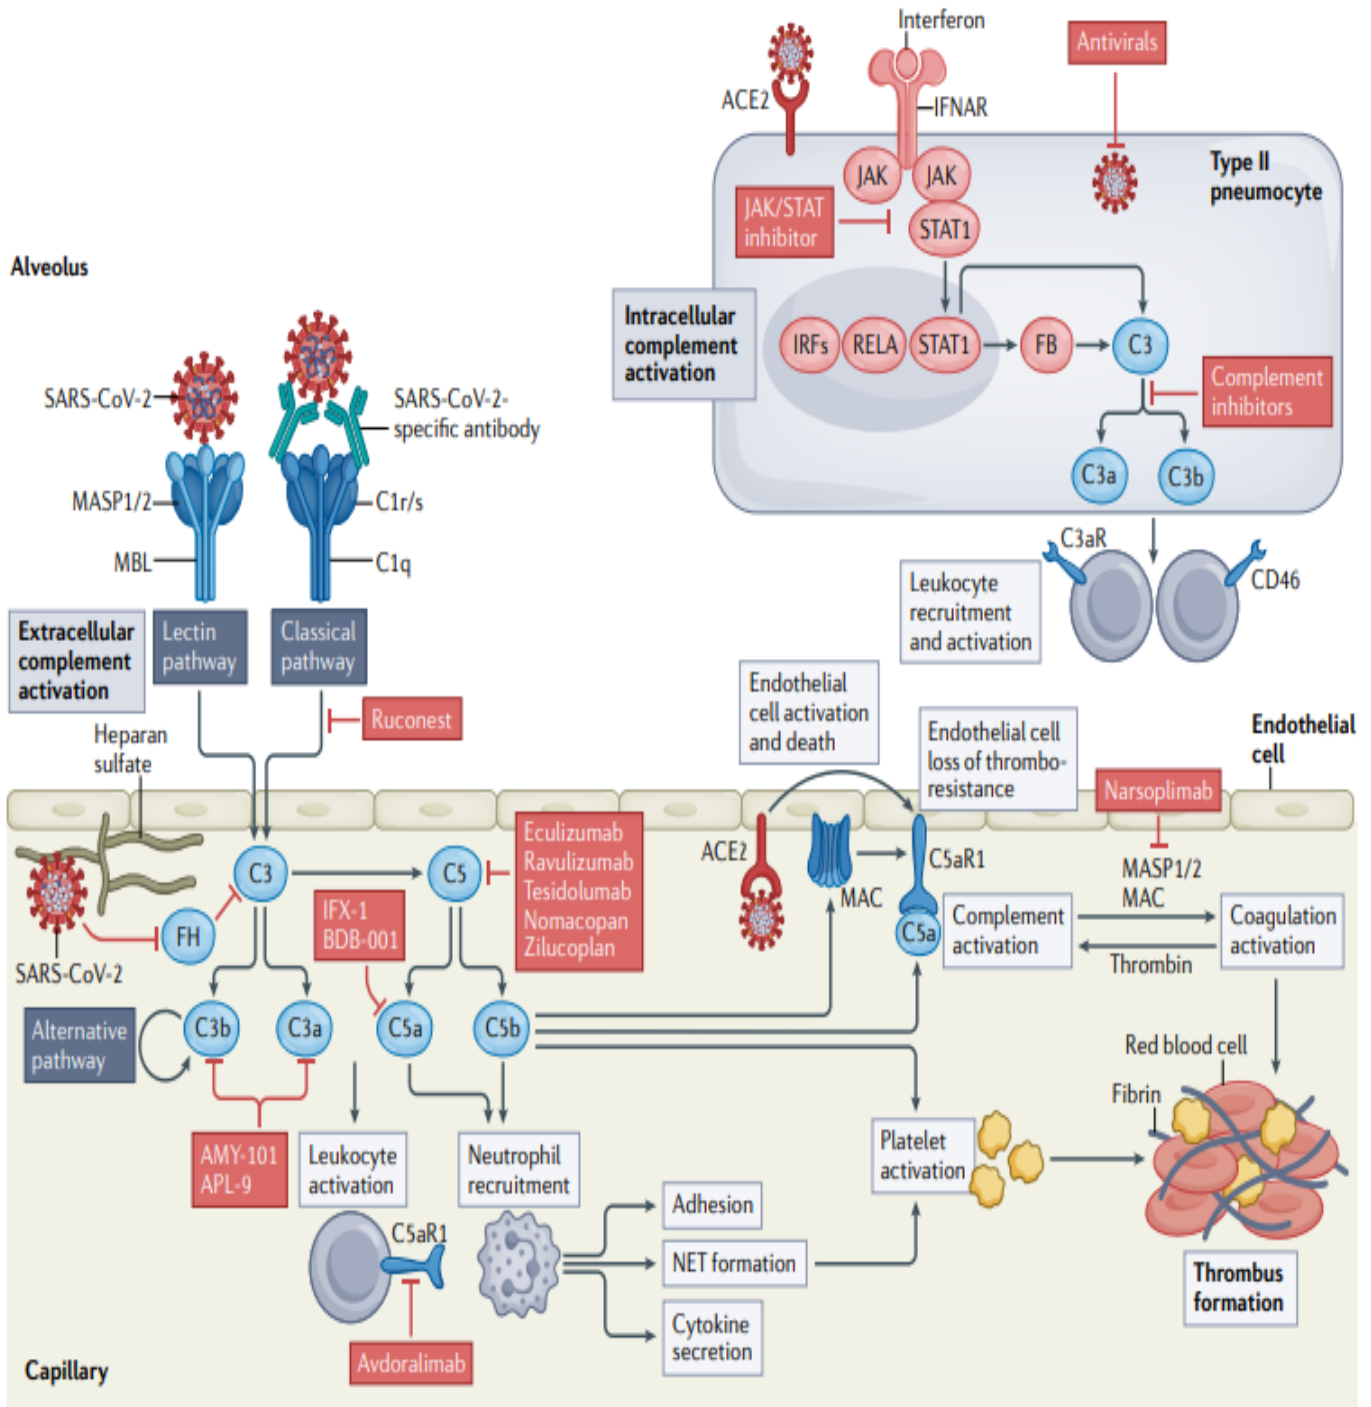 Interferon
Antivirals
ACE2
IFNAR
Type II
pneumocyte
JAK
JAK
JAK/STAT
inhibitor
STAT1
Alveolus
Intracellular
complement
activation
IRFs
RELA
STAT1
FB
C3
Complement
inhibitors
C3a
C3b
SARS-CoV-2
SARS-CoV-2-
specific antibody
MASP1/2
C1r/s
MBL
C1q
C3aR
CD46
Leukocyte
recruitment
and activation
Extracellular
complement
activation
Lectin
pathway
Classical
pathway
Ruconest
Heparan
sulfate
Endothelial
cell activation
and death
Endothelial cell
loss of thrombo-
resistance
Endothelial
cell
Narsoplimab
Eculizumab
Ravulizumab
Tesidolumab
Nomacopan
Zilucoplan
C3
C5
ACE2
MAC
C5aR1
MASP1/2
MAC
IFX-1
BDB-001
FH
SARS-CoV-2
C5a
Complement
activation
Coagulation
activation
Thrombin
Alternative
pathway
C3b
C3a
C5a
C5b
Red blood cell
Fibrin
AMY-101
APL-9
Leukocyte
activation
Neutrophil
recruitment
Platelet
activation
C5aR1
Adhesion
NET formation
Cytokine
secretion
Thrombus
formation
Avdoralimab
Capillary